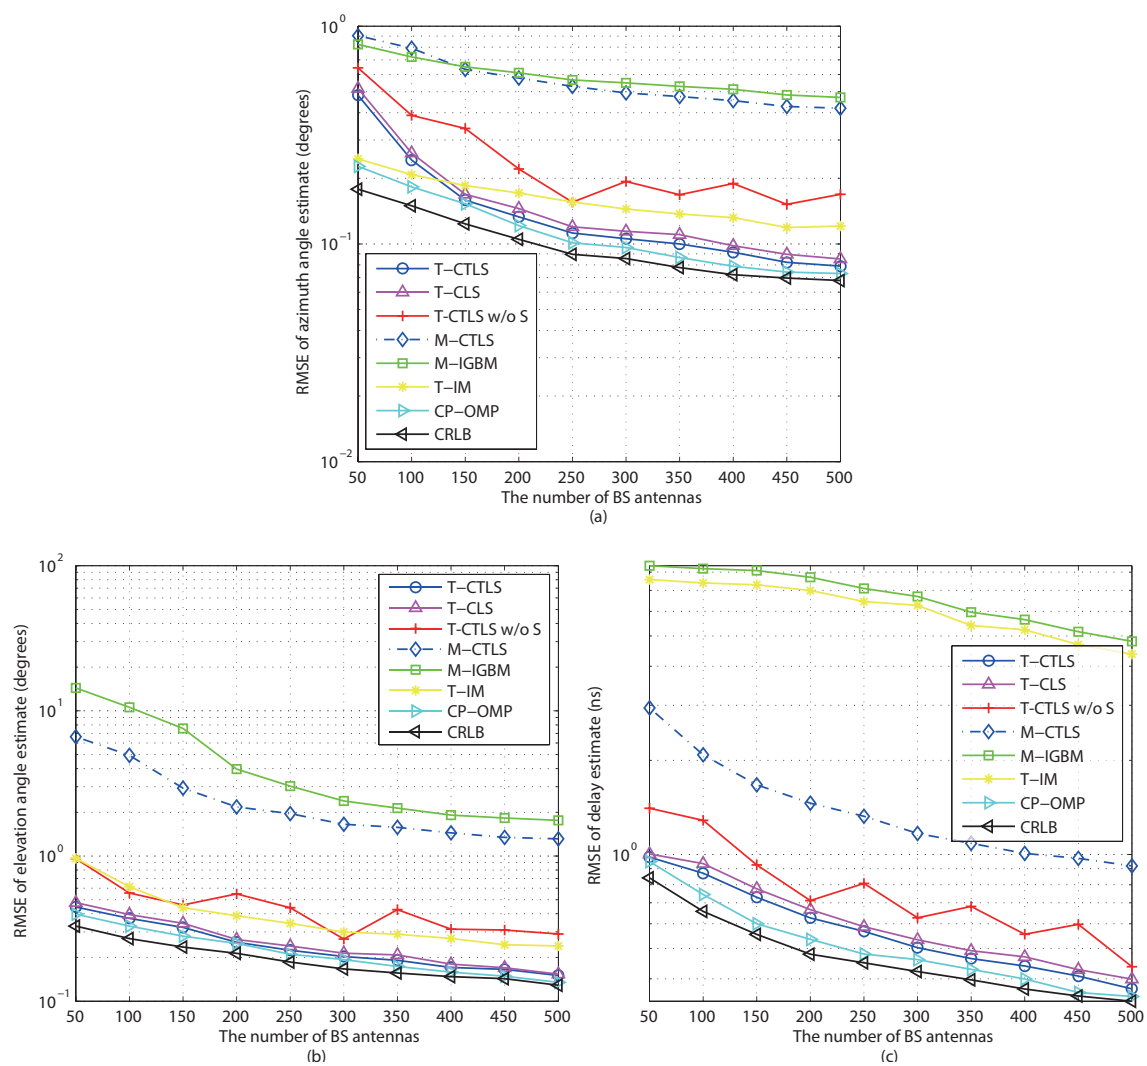 10^0
10^-1
10^-2
RMSE of azimuth angle estimate (degrees)
T−CTLS
T−CLS
T-CTLS w/o S
M−CTLS
M−IGBM
T−IM
CP−OMP
CRLB
50 100 150 200 250 300 350 400 450 500
The number of BS antennas
(a)
10^2
10^1
10^0
10^-1
RMSE of elevation angle estimate (degrees)
T−CTLS
T−CLS
T-CTLS w/o S
M−CTLS
M−IGBM
T−IM
CP−OMP
CRLB
50 100 150 200 250 300 350 400 450 500
The number of BS antennas
(b)
10^0
RMSE of delay estimate (ns)
T−CTLS
T−CLS
T-CTLS w/o S
M−CTLS
M−IGBM
T−IM
CP−OMP
CRLB
50 100 150 200 250 300 350 400 450 500
The number of BS antennas
(c)